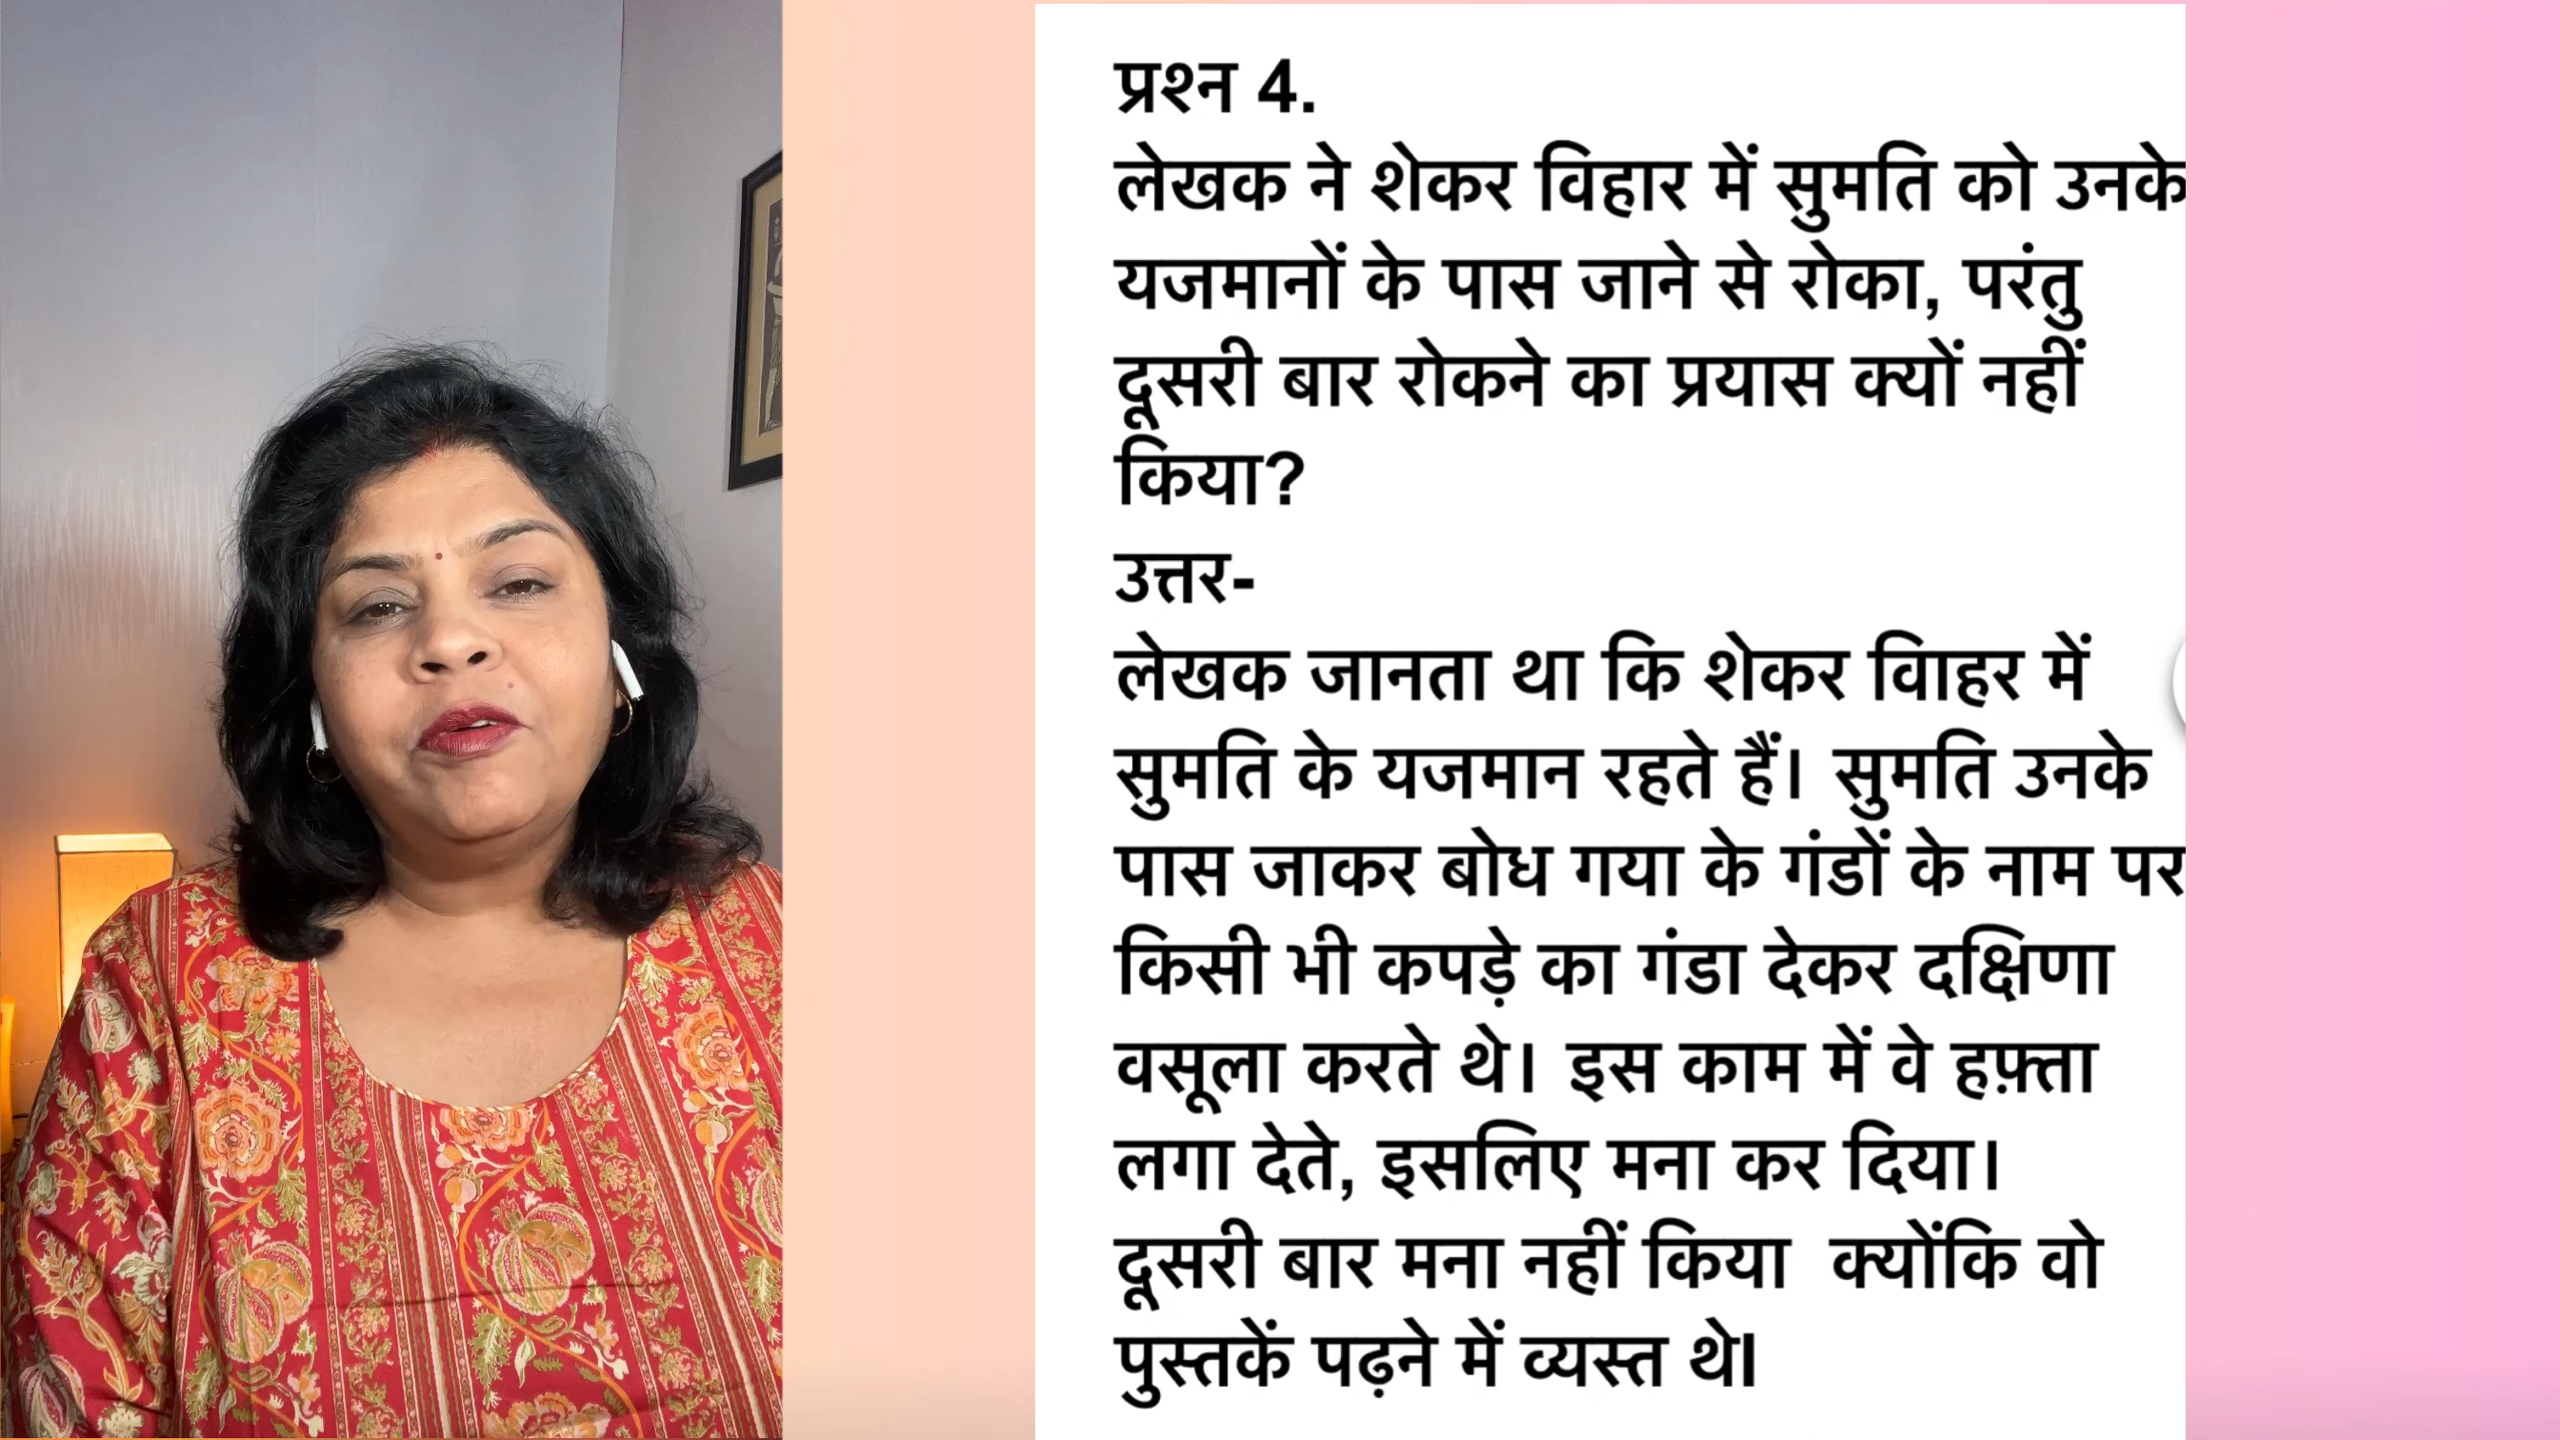 प्रश्न 4.
लेखक ने शेकर विहार में सुमति को उनके
यजमानों के पास जाने से रोका, परंतु
दूसरी बार रोकने का प्रयास क्यों नहीं
किया?
उत्तर-
लेखक जानता था कि शेकर विाहर में
सुमति के यजमान रहते हैं। सुमति उनके
पास जाकर बोध गया के गंडों के नाम पर
किसी भी कपड़े का गंडा देकर दक्षिणा
वसूला करते थे। इस काम में वे हफ़्ता
लगा देते, इसलिए मना कर दिया।
दूसरी बार मना नहीं किया क्योंकि वो
पुस्तकें पढ़ने में व्यस्त थे।